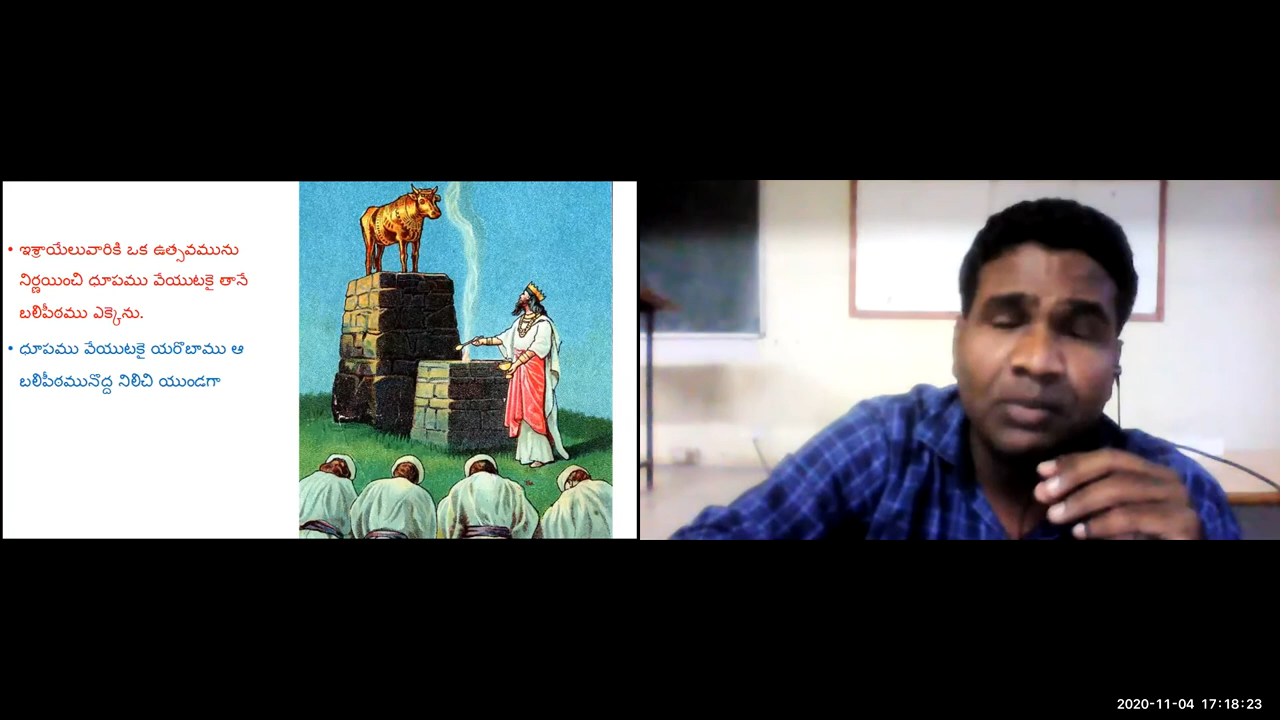 • ఇశ్రాయేలువారికి ఒక ఉత్సవమును
నిర్ణయించి ధూపము వేయుటకై తానే
బలిపీఠము ఎక్కెను.
• ధూపము వేయుటకై యరొబాము ఆ
బలిపీఠమునొద్ద నిలిచి యుండగా
2020-11-04 17:18:23